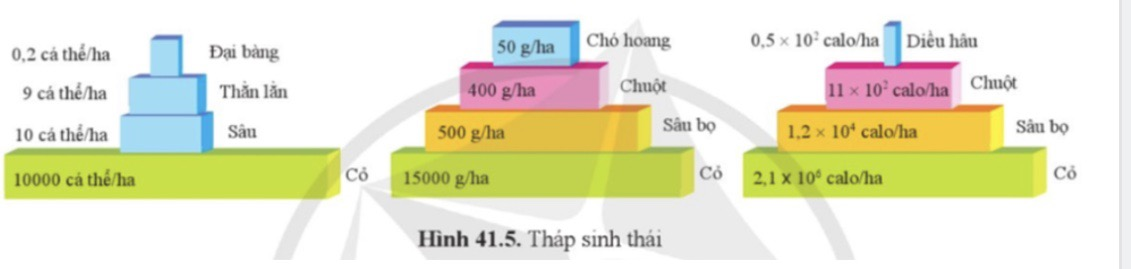 0,2 cá thể/ha Đại bàng
9 cá thể/ha Thằn lằn
10 cá thể/ha Sâu
10000 cá thể/ha Cỏ
50 g/ha Chó hoang
400 g/ha Chuột
500 g/ha Sâu bọ
15000 g/ha Cỏ
0,5 × 10² calo/ha Diều hâu
11 × 10² calo/ha Chuột
1,2 × 10⁴ calo/ha Sâu bọ
2,1 × 10⁶ calo/ha Cỏ
Hình 41.5. Tháp sinh thái